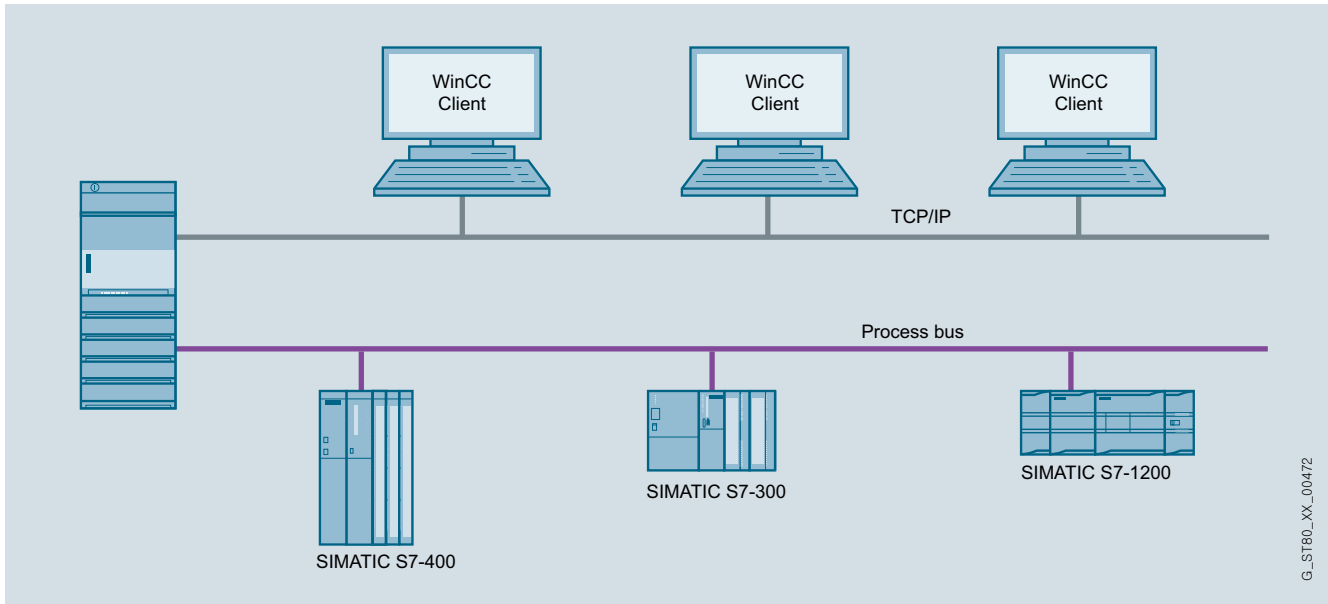 WinCC
Client
WinCC
Client
WinCC
Client
TCP/IP
Process bus
SIMATIC S7-400
SIMATIC S7-300
SIMATIC S7-1200
G_ST80_XX_00472